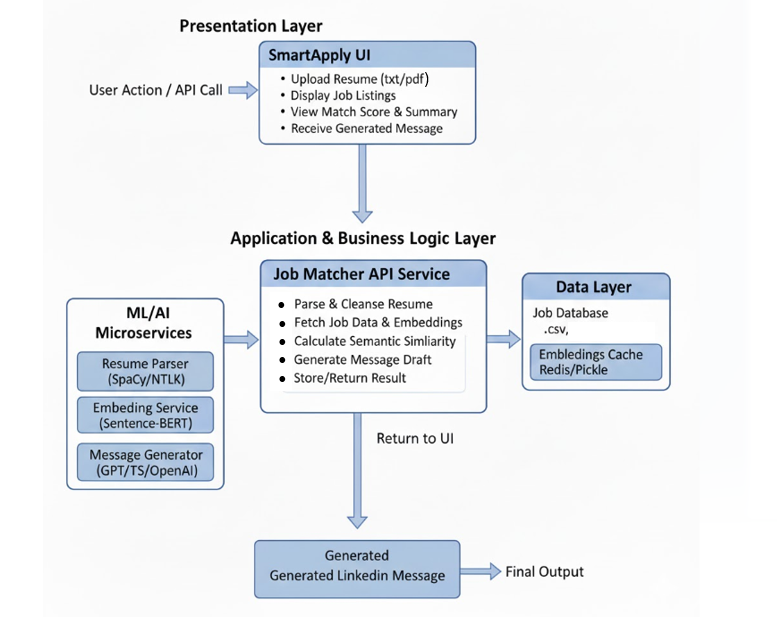 Presentation Layer
SmartApply UI
User Action / API Call
• Upload Resume (txt/pdf)
• Display Job Listings
• View Match Score & Summary
• Receive Generated Message
Application & Business Logic Layer
Job Matcher API Service
• Parse & Cleanse Resume
• Fetch Job Data & Embeddings
• Calculate Semantic Simliarity
• Generate Message Draft
• Store/Return Result
ML/AI
Microservices
Resume Parser
(SpaCy/NTLK)
Embeding Service
(Sentence-BERT)
Message Generator
(GPT/TS/OpenAI)
Data Layer
Job Database
.csv,
Embledings Cache
Redis/Pickle
Return to UI
Generated
Generated Linkedin Message
Final Output